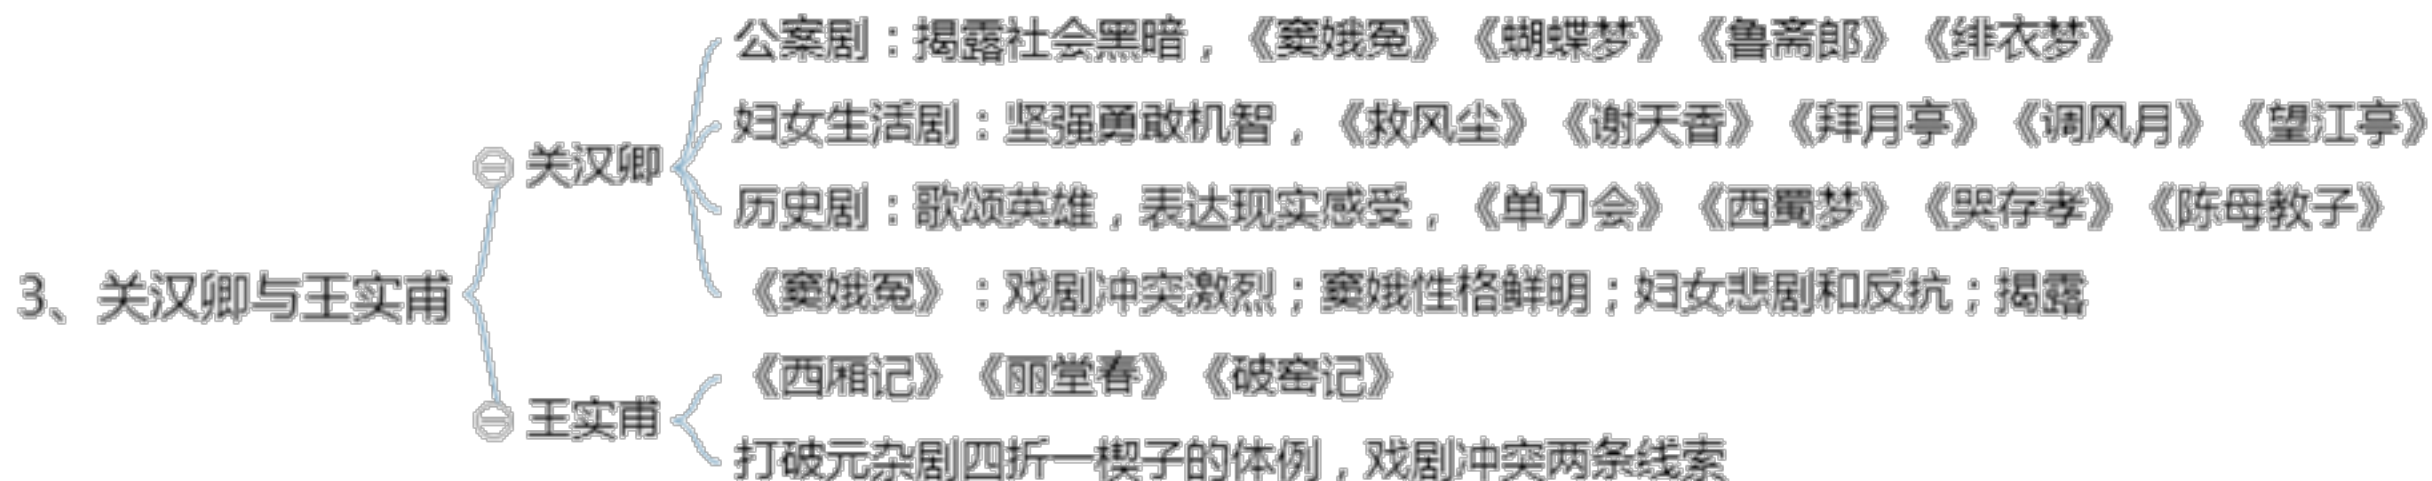 公案剧：揭露社会黑暗，《窦娥冤》《蝴蝶梦》《鲁斋郎》《绯衣梦》
妇女生活剧：坚强勇敢机智，《救风尘》《谢天香》《拜月亭》《调风月》《望江亭》
关汉卿
历史剧：歌颂英雄，表达现实感受，《单刀会》《西蜀梦》《哭存孝》《陈母教子》
3、关汉卿与王实甫
《窦娥冤》：戏剧冲突激烈；窦娥性格鲜明；妇女悲剧和反抗；揭露
《西厢记》《丽堂春》《破窑记》
王实甫
打破元杂剧四折一楔子的体例，戏剧冲突两条线索